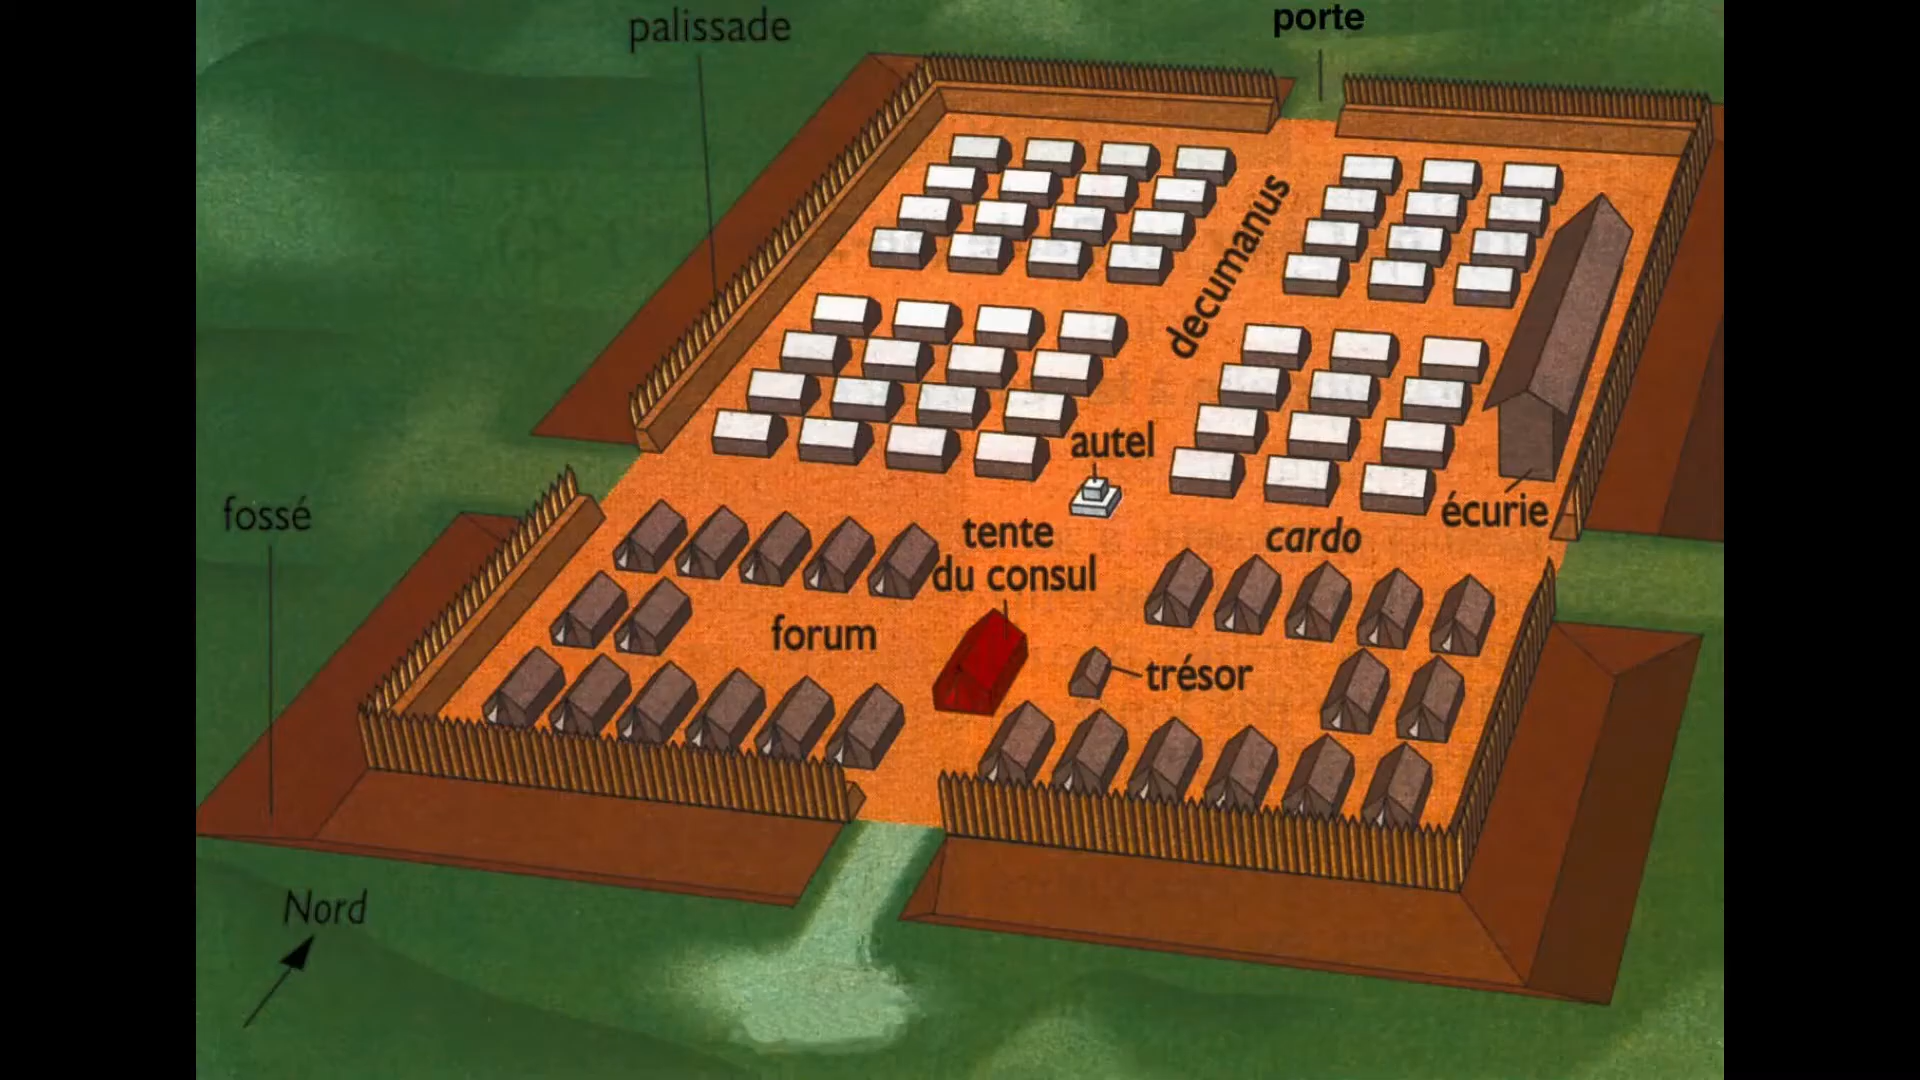 palissade
porte
decumanus
autel
fossé
écurie
tente
du consul
cardo
forum
trésor
Nord